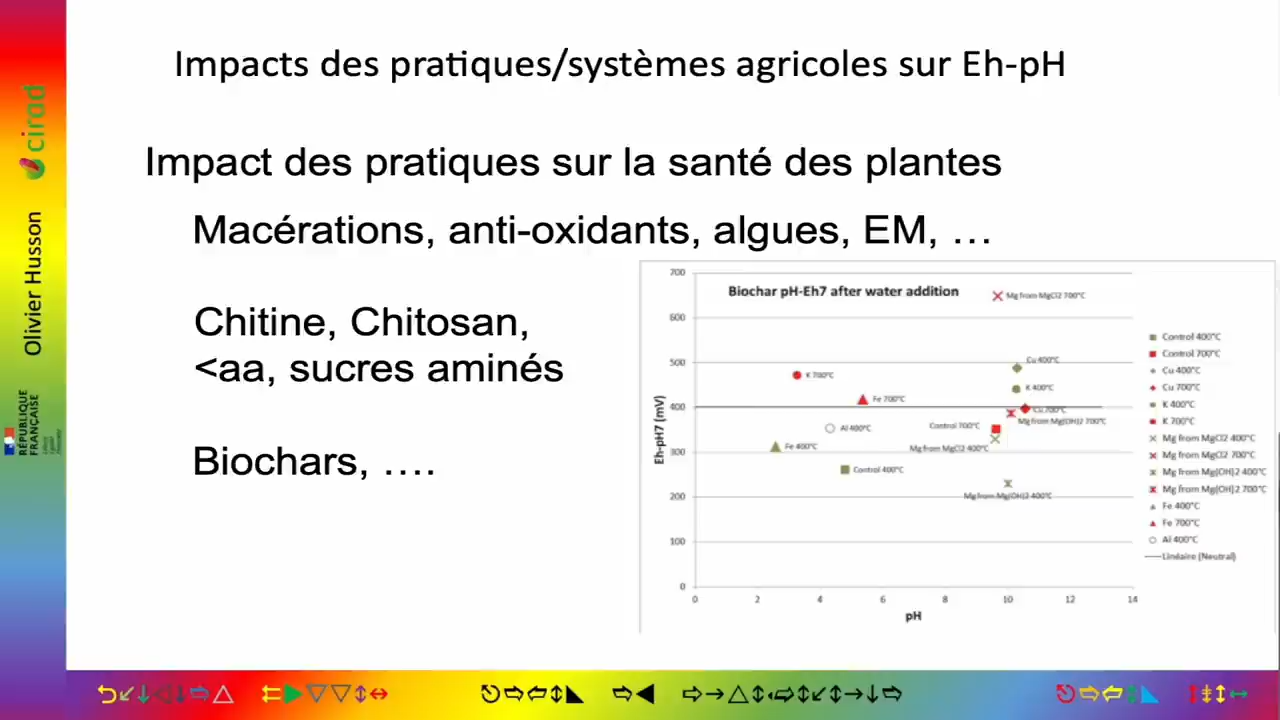 Impacts des pratiques/systèmes agricoles sur Eh-pH
cirad
Olivier Husson
RÉPUBLIQUE
FRANÇAISE
Impact des pratiques sur la santé des plantes
Macérations, anti-oxidants, algues, EM, …
Chitine, Chitosan,
<aa, sucres aminés
Biochars, ….
Biochar pH-Eh7 after water addition
Eh-pH7 (mV)
700
600
500
400
300
200
100
0
0 2 4 6 8 10 12 14
pH
Mg from MgCl2 700°C
Cu 400°C
K 700°C
K 400°C
Fe 700°C
Cu 700°C
Mg from Mg(OH)2 700°C
Al 400°C
Control 700°C
Fe 400°C
Mg from MgCl2 400°C
Control 400°C
Mg from Mg(OH)2 400°C
Control 400°C
Control 700°C
Cu 400°C
Cu 700°C
K 400°C
K 700°C
Mg from MgCl2 400°C
Mg from MgCl2 700°C
Mg from Mg(OH)2 400°C
Mg from Mg(OH)2 700°C
Fe 400°C
Fe 700°C
Al 400°C
Linéaire (Neutral)